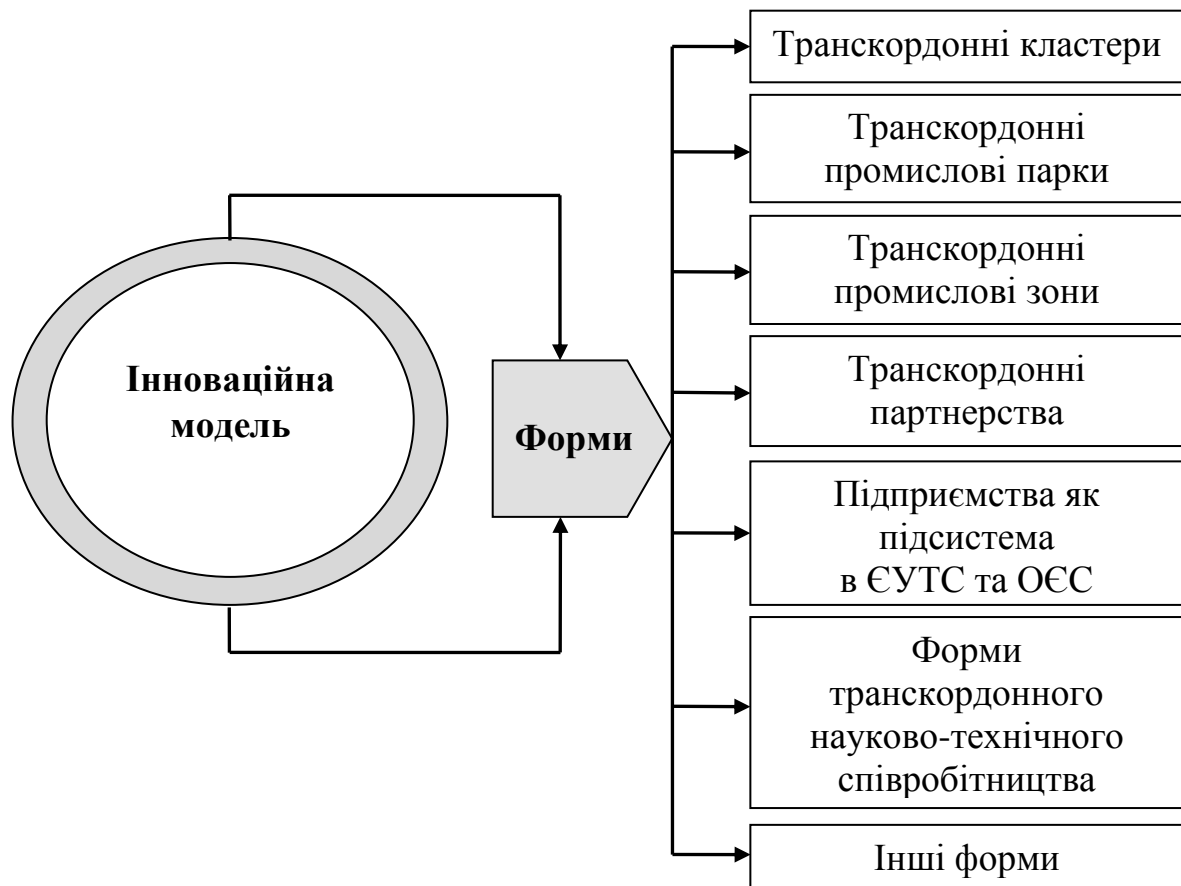 Інноваційна
модель
Форми
Транскордонні кластери
Транскордонні
промислові парки
Транскордонні
промислові зони
Транскордонні
партнерства
Підприємства як
підсистема
в ЄУТС та ОЄС
Форми
транскордонного
науково-технічного
співробітництва
Інші форми